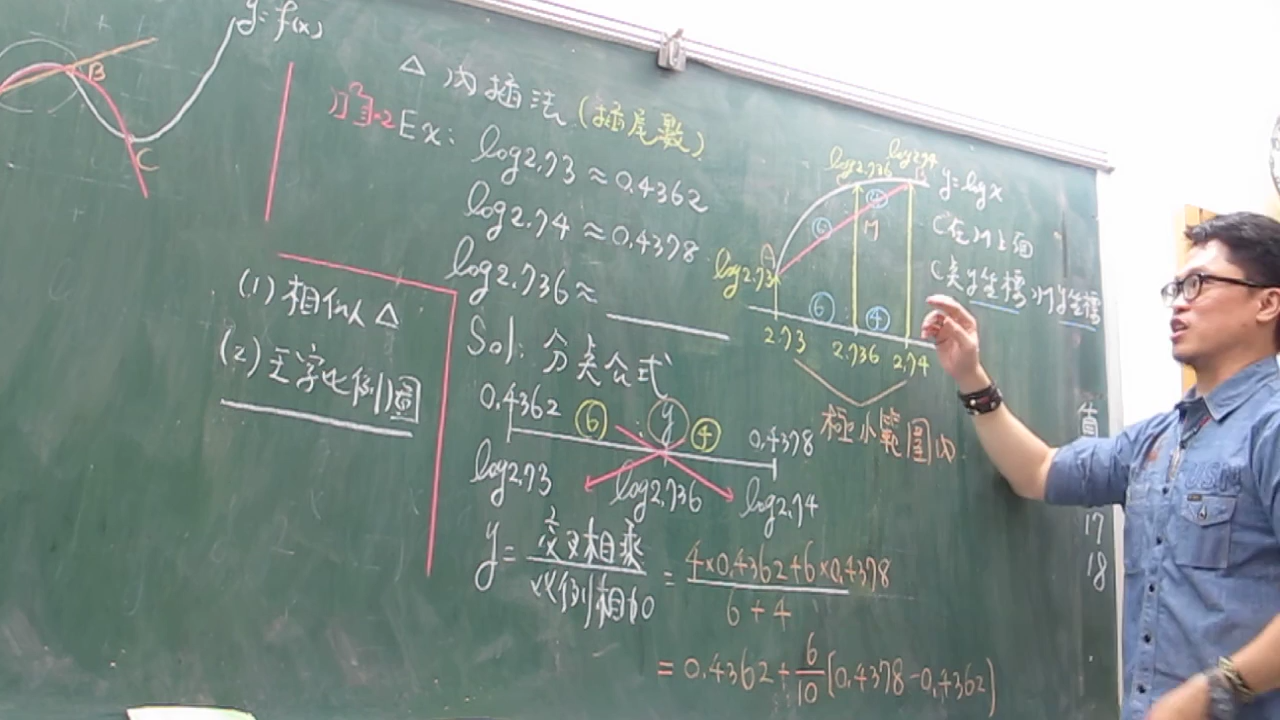 y=f(x)
B
C
△內插法(插尾數)
Ex:
log2.73≈0.4362
log2.74≈0.4378
log2.736≈
Sol: 分点公式
0.4362 ⑥ y ④ 0.4378
log2.73 log2.736 log2.74
y= 交叉相乘 / 比例相加 = 4×0.4362+6×0.4378 / 6+4
=0.4362+6/10(0.4378-0.4362)
(1)相似△
(2)主字比例圖
log2.736 log2.74
y=logx
A
B
M
⑥ ④
log2.73
⑥ ④
2.73 2.736 2.74
極小範圍內
C在M上面
C点y坐標>M y坐標
17
18